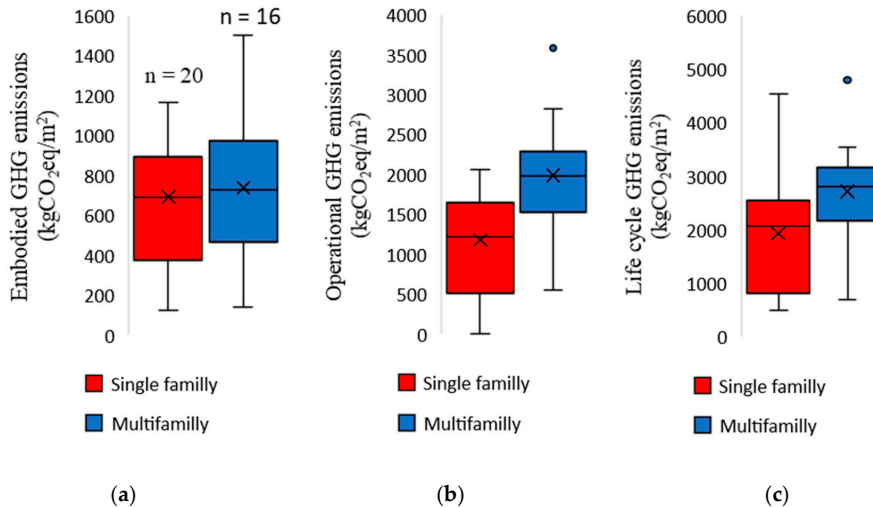 Embodied GHG emissions
(kgCO₂eq/m²)
1600
1400
1200
1000
800
600
400
200
0
n = 20
n = 16
Single familly
Multifamilly
(a)
Operational GHG emissions
(kgCO₂eq/m²)
4000
3500
3000
2500
2000
1500
1000
500
0
Single familly
Multifamilly
(b)
Life cycle GHG emissions
(kgCO₂eq/m²)
6000
5000
4000
3000
2000
1000
0
Single familly
Multifamilly
(c)